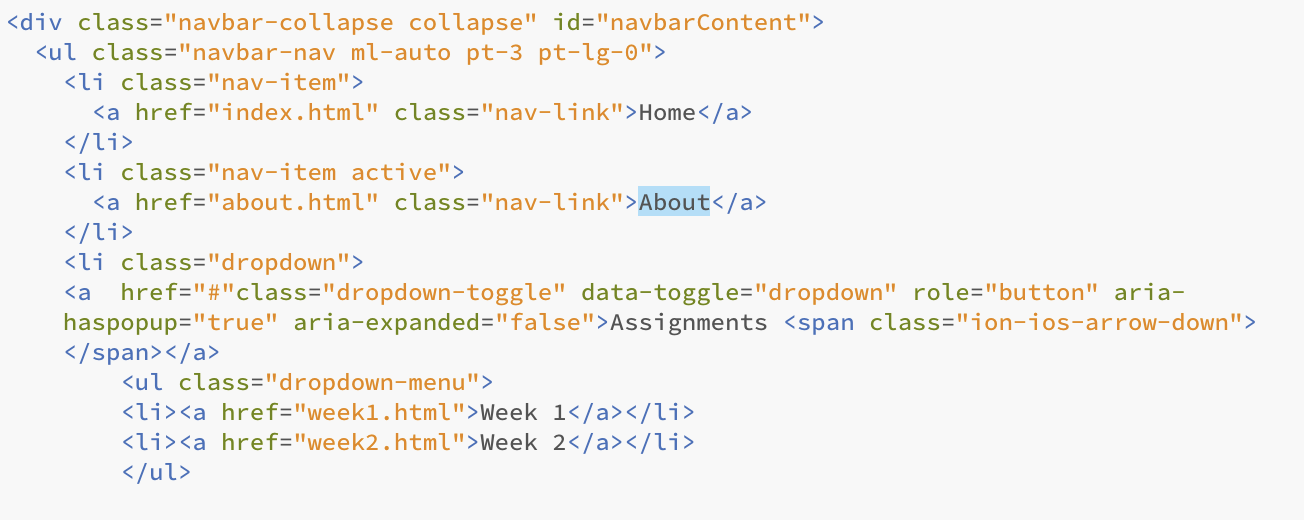 <div class="navbar-collapse collapse" id="navbarContent">
  <ul class="navbar-nav ml-auto pt-3 pt-lg-0">
    <li class="nav-item">
      <a href="index.html" class="nav-link">Home</a>
    </li>
    <li class="nav-item active">
      <a href="about.html" class="nav-link">About</a>
    </li>
    <li class="dropdown">
    <a  href="#"class="dropdown-toggle" data-toggle="dropdown" role="button" aria-
    haspopup="true" aria-expanded="false">Assignments <span class="ion-ios-arrow-down">
    </span></a>
        <ul class="dropdown-menu">
        <li><a href="week1.html">Week 1</a></li>
        <li><a href="week2.html">Week 2</a></li>
        </ul>